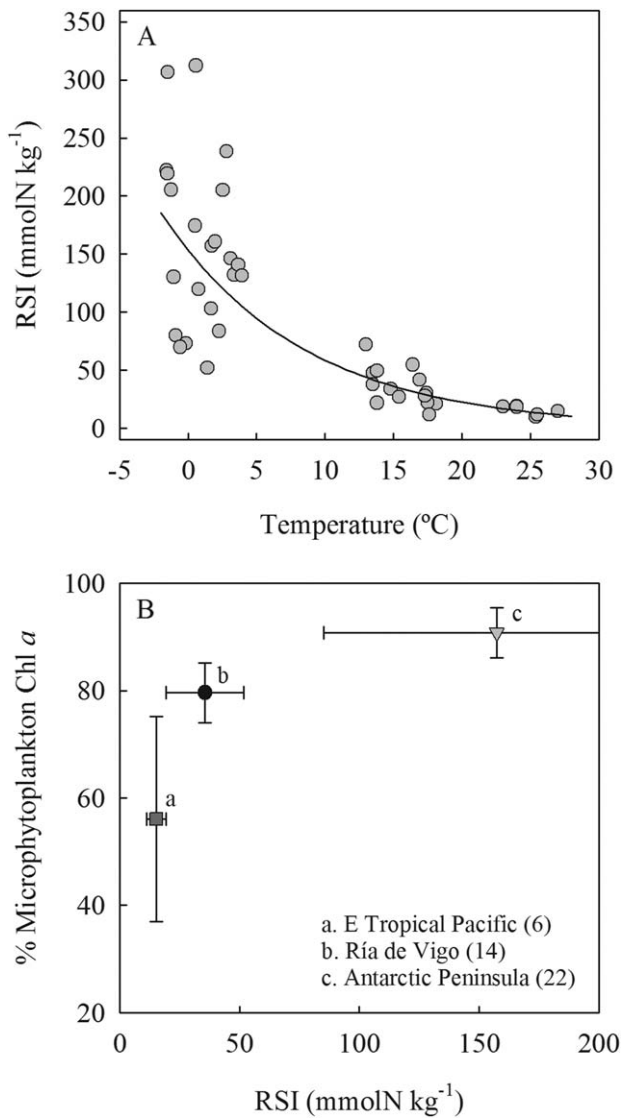 A
350
300
250
200
150
100
50
0
RSI (mmolN kg⁻¹)
-5 0 5 10 15 20 25 30
Temperature (ºC)
B
100
80
60
40
20
% Microphytoplankton Chl a
a
b
c
a. E Tropical Pacific (6)
b. Ría de Vigo (14)
c. Antarctic Peninsula (22)
0 50 100 150 200
RSI (mmolN kg⁻¹)